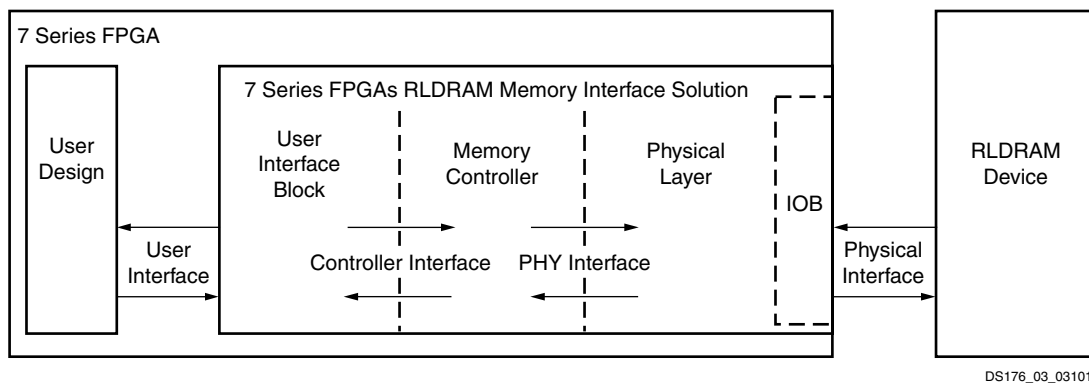 7 Series FPGA
7 Series FPGAs RLDRAM Memory Interface Solution
User
Design
User
Interface
Block
Memory
Controller
Physical
Layer
IOB
RLDRAM
Device
User
Interface
Controller Interface
PHY Interface
Physical
Interface
DS176_03_03101